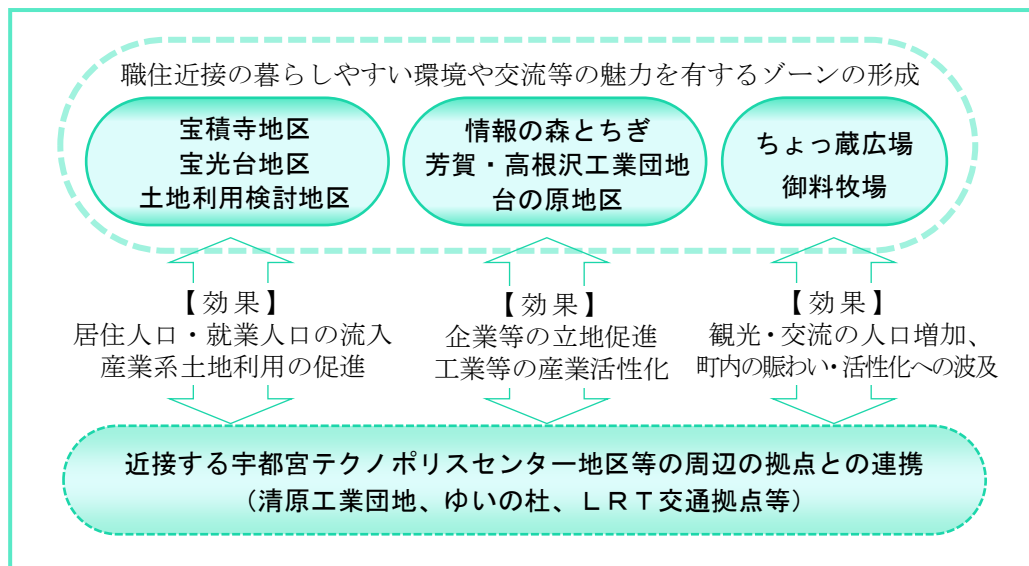 職住近接の暮らしやすい環境や交流等の魅力を有するゾーンの形成
宝積寺地区
宝光台地区
土地利用検討地区
情報の森とちぎ
芳賀・高根沢工業団地
台の原地区
ちょっ蔵広場
御料牧場
【効果】
居住人口・就業人口の流入
産業系土地利用の促進
【効果】
企業等の立地促進
工業等の産業活性化
【効果】
観光・交流の人口増加、
町内の賑わい・活性化への波及
近接する宇都宮テクノポリスセンター地区等の周辺の拠点との連携
（清原工業団地、ゆいの杜、ＬＲＴ交通拠点等）